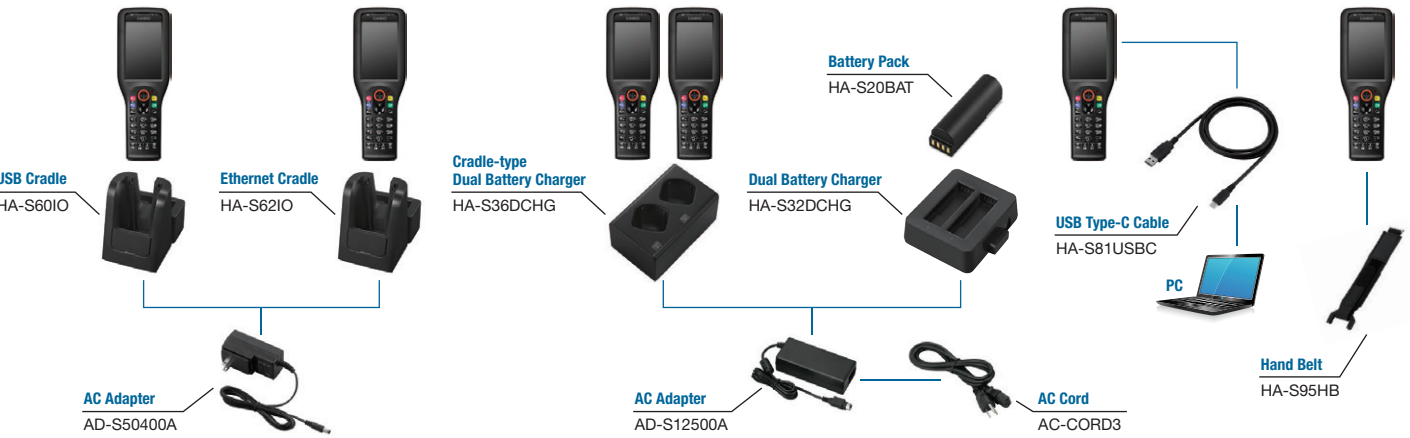 Battery Pack
HA-S20BAT
USB Cradle
HA-S60IO
Ethernet Cradle
HA-S62IO
Cradle-type
Dual Battery Charger
HA-S36DCHG
Dual Battery Charger
HA-S32DCHG
USB Type-C Cable
HA-S81USBC
PC
Hand Belt
HA-S95HB
AC Adapter
AD-S50400A
AC Adapter
AD-S12500A
AC Cord
AC-CORD3